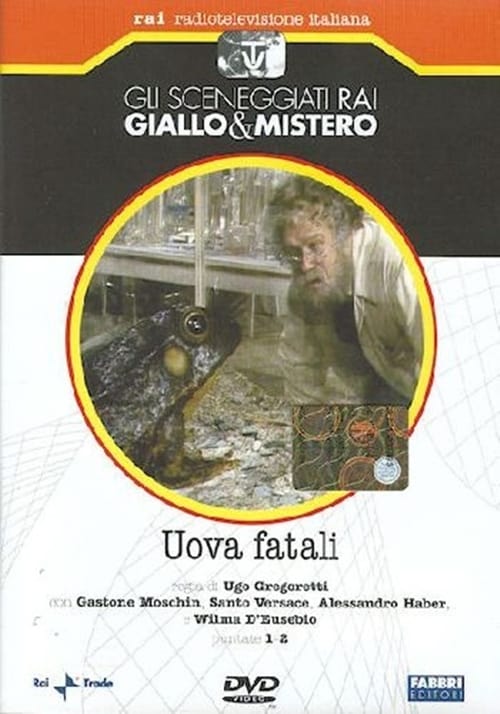 rai radiotelevisione italiana
TV
GLI SCENEGGIATI RAI
GIALLO&MISTERO
Uova fatali
regia di Ugo Gregoretti
con Gastone Moschin, Santo Versace, Alessandro Haber,
e Wilma D'Eusebio
puntate 1-2
Rai Trade
DVD
VIDEO
FABBRI
EDITORI